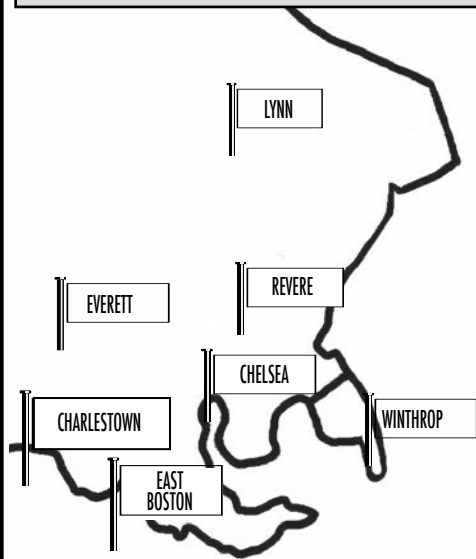 LYNN
REVERE
EVERETT
CHELSEA
CHARLESTOWN
WINTHROP
EAST
BOSTON